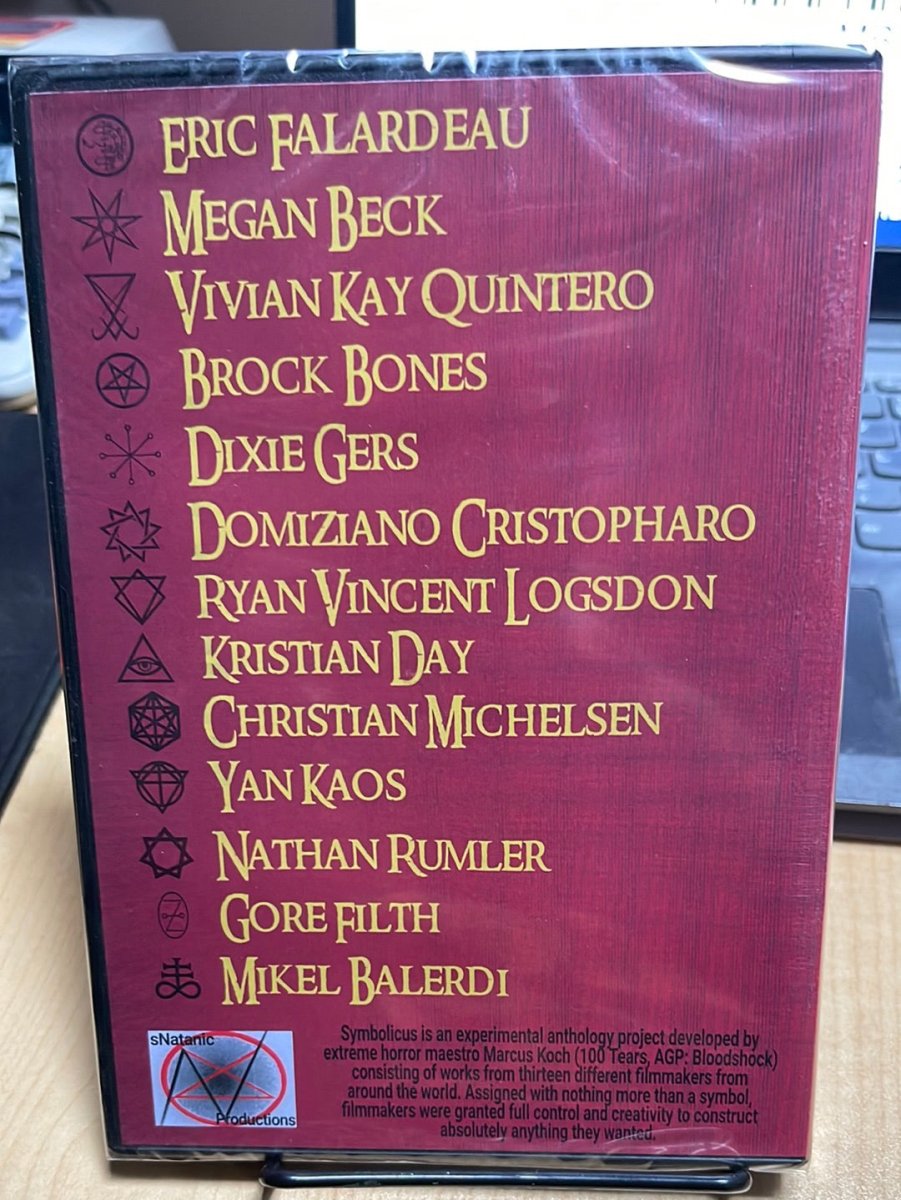 ERIC FALARDEAU
MEGAN BECK
VIVIAN KAY QUINTERO
BROCK BONES
DIXIE GERS
DOMIZIANO CRISTOPHARO
RYAN VINCENT LOGSDON
KRISTIAN DAY
CHRISTIAN MICHELSEN
YAN KAOS
NATHAN RUMLER
GORE FILTH
MIKEL BALERDI
sNatanic
Productions
Symbolicus is an experimental anthology project developed by
extreme horror maestro Marcus Koch (100 Tears, AGP: Bloodshock)
consisting of works from thirteen different filmmakers from
around the world. Assigned with nothing more than a symbol,
filmmakers were granted full control and creativity to construct
absolutely anything they wanted.